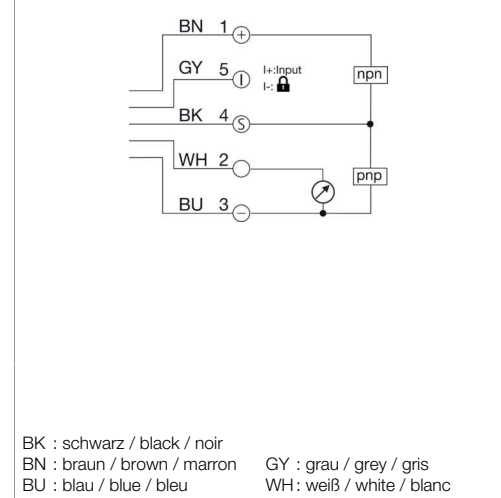 BN 1 +
GY 5 I I+:Input
I-:
npn
BK 4 S
WH 2
pnp
BU 3 −
BK : schwarz / black / noir
BN : braun / brown / marron GY : grau / grey / gris
BU : blau / blue / bleu WH : weiß / white / blanc